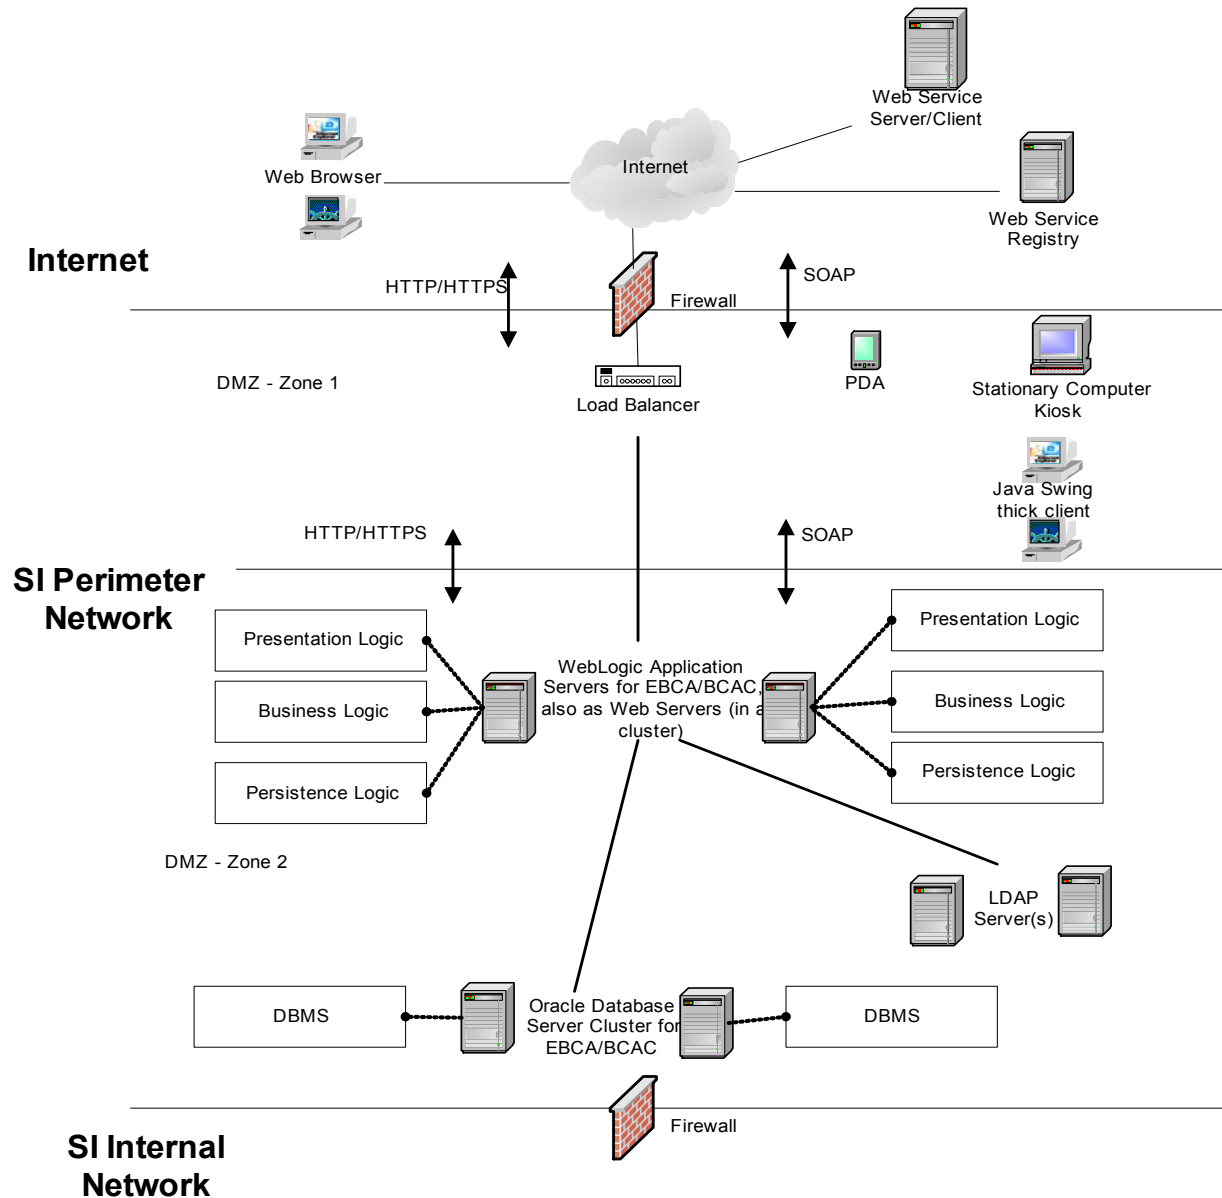 Web Service
Server/Client
Internet
Web Browser
Web Service
Registry
Internet
HTTP/HTTPS
SOAP
Firewall
DMZ - Zone 1
Load Balancer
PDA
Stationary Computer
Kiosk
Java Swing
thick client
HTTP/HTTPS
SOAP
SI Perimeter
Network
Presentation Logic
Business Logic
Persistence Logic
WebLogic Application
Servers for EBCA/BCAC,
also as Web Servers (in a
cluster)
Presentation Logic
Business Logic
Persistence Logic
DMZ - Zone 2
LDAP
Server(s)
DBMS
Oracle Database
Server Cluster for
EBCA/BCAC
DBMS
Firewall
SI Internal
Network